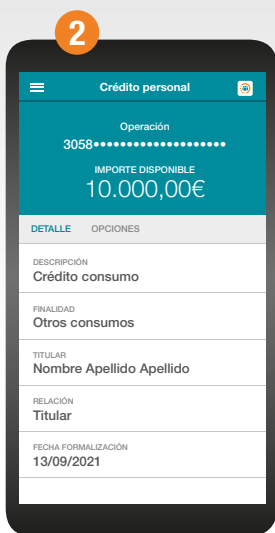 2
Crédito personal
Operación
3058••••••••••••••••••••
IMPORTE DISPONIBLE
10.000,00€
DETALLE OPCIONES
DESCRIPCIÓN
Crédito consumo
FINALIDAD
Otros consumos
TITULAR
Nombre Apellido Apellido
RELACIÓN
Titular
FECHA FORMALIZACIÓN
13/09/2021